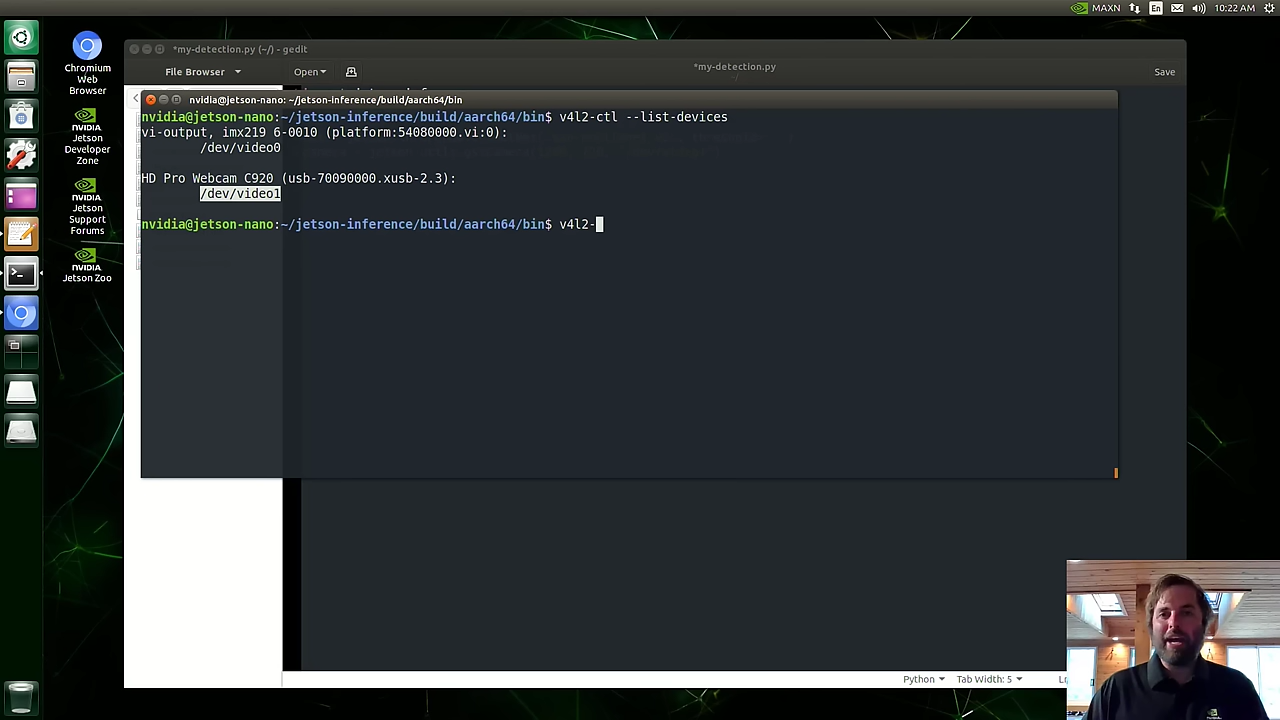 MAXN
En
10:22 AM
*my-detection.py (~/) - gedit
File Browser
Open
*my-detection.py
~/
Save
nvidia@jetson-nano: ~/jetson-inference/build/aarch64/bin
nvidia@jetson-nano:~/jetson-inference/build/aarch64/bin$ v4l2-ctl --list-devices
vi-output, imx219 6-0010 (platform:54080000.vi:0):
/dev/video0
HD Pro Webcam C920 (usb-70090000.xusb-2.3):
/dev/video1
nvidia@jetson-nano:~/jetson-inference/build/aarch64/bin$ v4l2-
Chromium
Web
Browser
NVIDIA
Jetson
Developer
Zone
NVIDIA
Jetson
Support
Forums
NVIDIA
Jetson Zoo
Python
Tab Width: 5